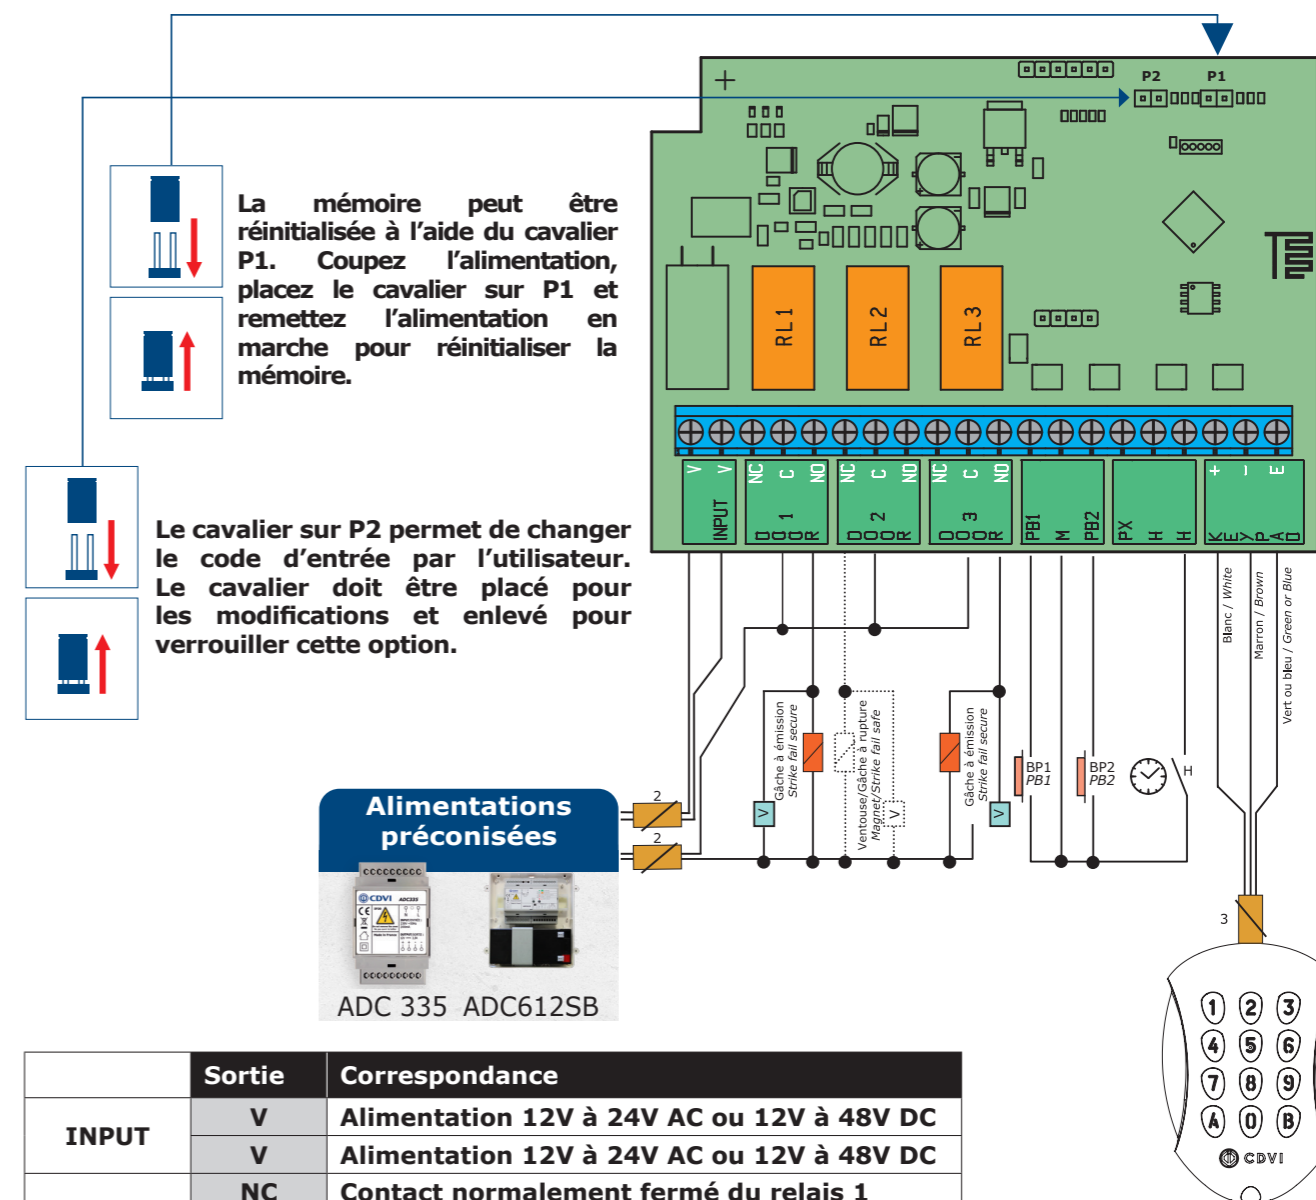 P2
P1
La mémoire peut être
réinitialisée à l’aide du cavalier
P1. Coupez l’alimentation,
placez le cavalier sur P1 et
remettez l’alimentation en
marche pour réinitialiser la
mémoire.
RL1
RL2
RL3
Le cavalier sur P2 permet de changer
le code d’entrée par l’utilisateur.
Le cavalier doit être placé pour
les modifications et enlevé pour
verrouiller cette option.
V V INPUT
NC C NO DOOR 1
NC C NO DOOR 2
NC C NO DOOR 3
PB1 M PB2
PX H H
+ - E KEYPAD
Blanc / White
Marron / Brown
Vert ou bleu / Green or Blue
Gâche à émission
Strike fail secure
V
Ventouse/Gâche à rupture
Magnet/Strike fail safe
V
Gâche à émission
Strike fail secure
V
BP1
PB1
BP2
PB2
H
2
2
3
Alimentations
préconisées
CDVI ADC335
ADC 335 ADC612SB
1 2 3
4 5 6
7 8 9
A 0 B
CDVI
Sortie Correspondance
INPUT
V Alimentation 12V à 24V AC ou 12V à 48V DC
V Alimentation 12V à 24V AC ou 12V à 48V DC
NC Contact normalement fermé du relais 1